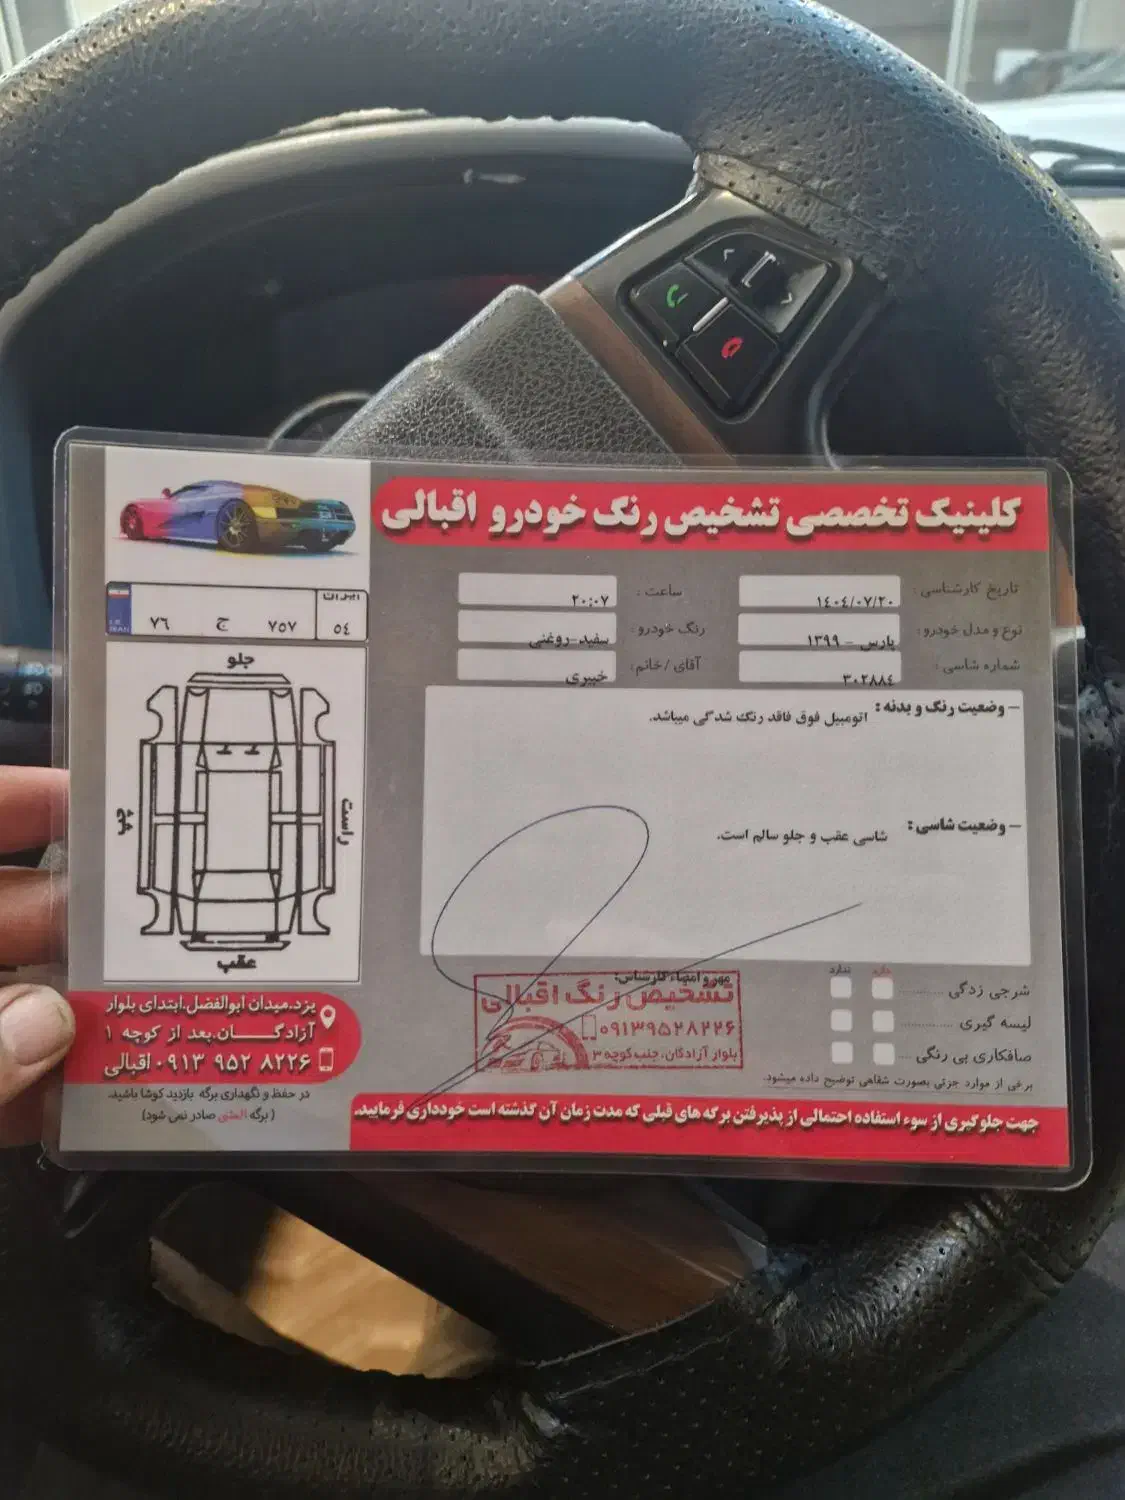 کلینیک تخصصی تشخیص رنگ خودرو اقبالی
تاریخ کارشناسی: ۱٤۰٤/۰۷/۲۰
ساعت: ۲۰:۰۷
نوع و مدل خودرو: پارس – ۱۳۹۹
رنگ خودرو: سفید-روغنی
شماره شاسی: ۳۰۲۸۸٤
آقای/خانم: خیبری
ایران
I.R.
IRAN
۷۶ ج ۷۵۷ ۵٤
جلو
چپ
راست
عقب
– وضعیت رنگ و بدنه: اتومبیل فوق فاقد رنگ شدگی میباشد.
– وضعیت شاسی: شاسی عقب و جلو سالم است.
مهر و امضاء کارشناس:
تشخیص رنگ اقبالی
۰۹۱۳۹۵۲۸۲۲۶
بلوار آزادگان، جنب کوچه ۳
دارد ندارد
شرجی زدگی
لیسه گیری
صافکاری بی رنگی
برخی از موارد جزئی بصورت شفاهی توضیح داده میشود.
یزد.میدان ابوالفضل.ابتدای بلوار
آزادگان.بعد از کوچه ۱
۰۹۱۳ ۹۵۲ ۸۲۲۶ اقبالی
در حفظ و نگهداری برگه بازدید کوشا باشید.
(برگه المثنی صادر نمی شود)
جهت جلوگیری از سوء استفاده احتمالی از پذیرفتن برگه های قبلی که مدت زمان آن گذشته است خودداری فرمایید.